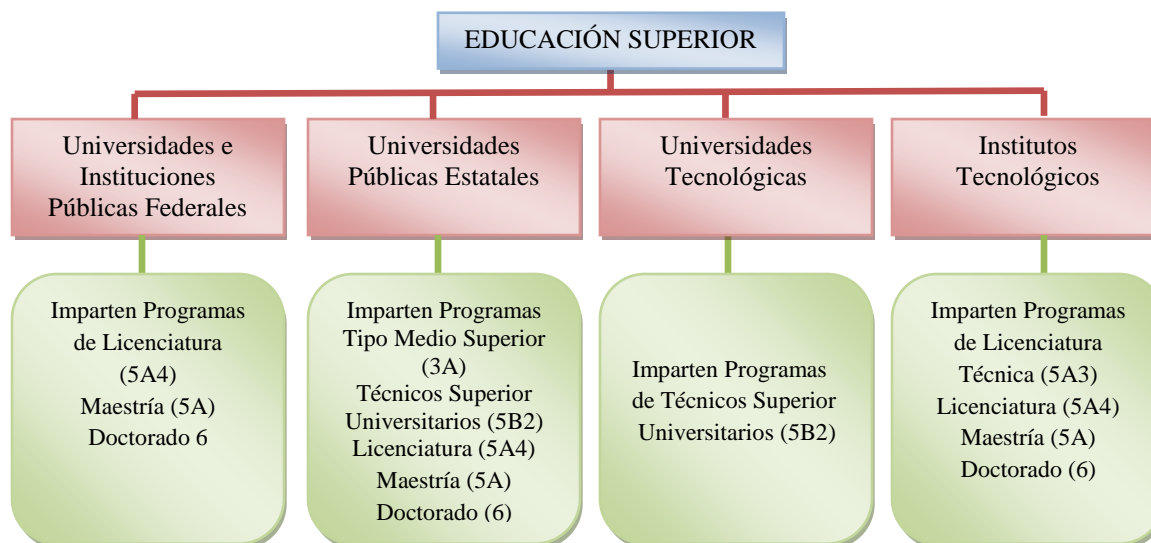 EDUCACIÓN SUPERIOR
Universidades e
Instituciones
Públicas Federales
Universidades
Públicas Estatales
Universidades
Tecnológicas
Institutos
Tecnológicos
Imparten Programas
de Licenciatura
(5A4)
Maestría (5A)
Doctorado 6
Imparten Programas
Tipo Medio Superior
(3A)
Técnicos Superior
Universitarios (5B2)
Licenciatura (5A4)
Maestría (5A)
Doctorado (6)
Imparten Programas
de Técnicos Superior
Universitarios (5B2)
Imparten Programas
de Licenciatura
Técnica (5A3)
Licenciatura (5A4)
Maestría (5A)
Doctorado (6)